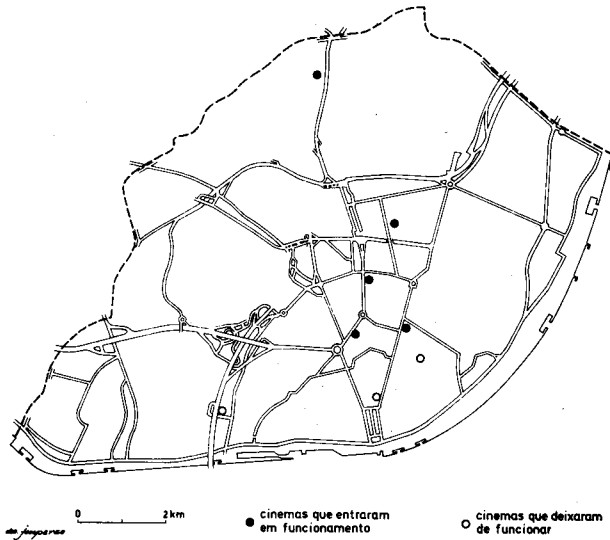 0 2km
cinemas que entraram
em funcionamento
cinemas que deixaram
de funcionar